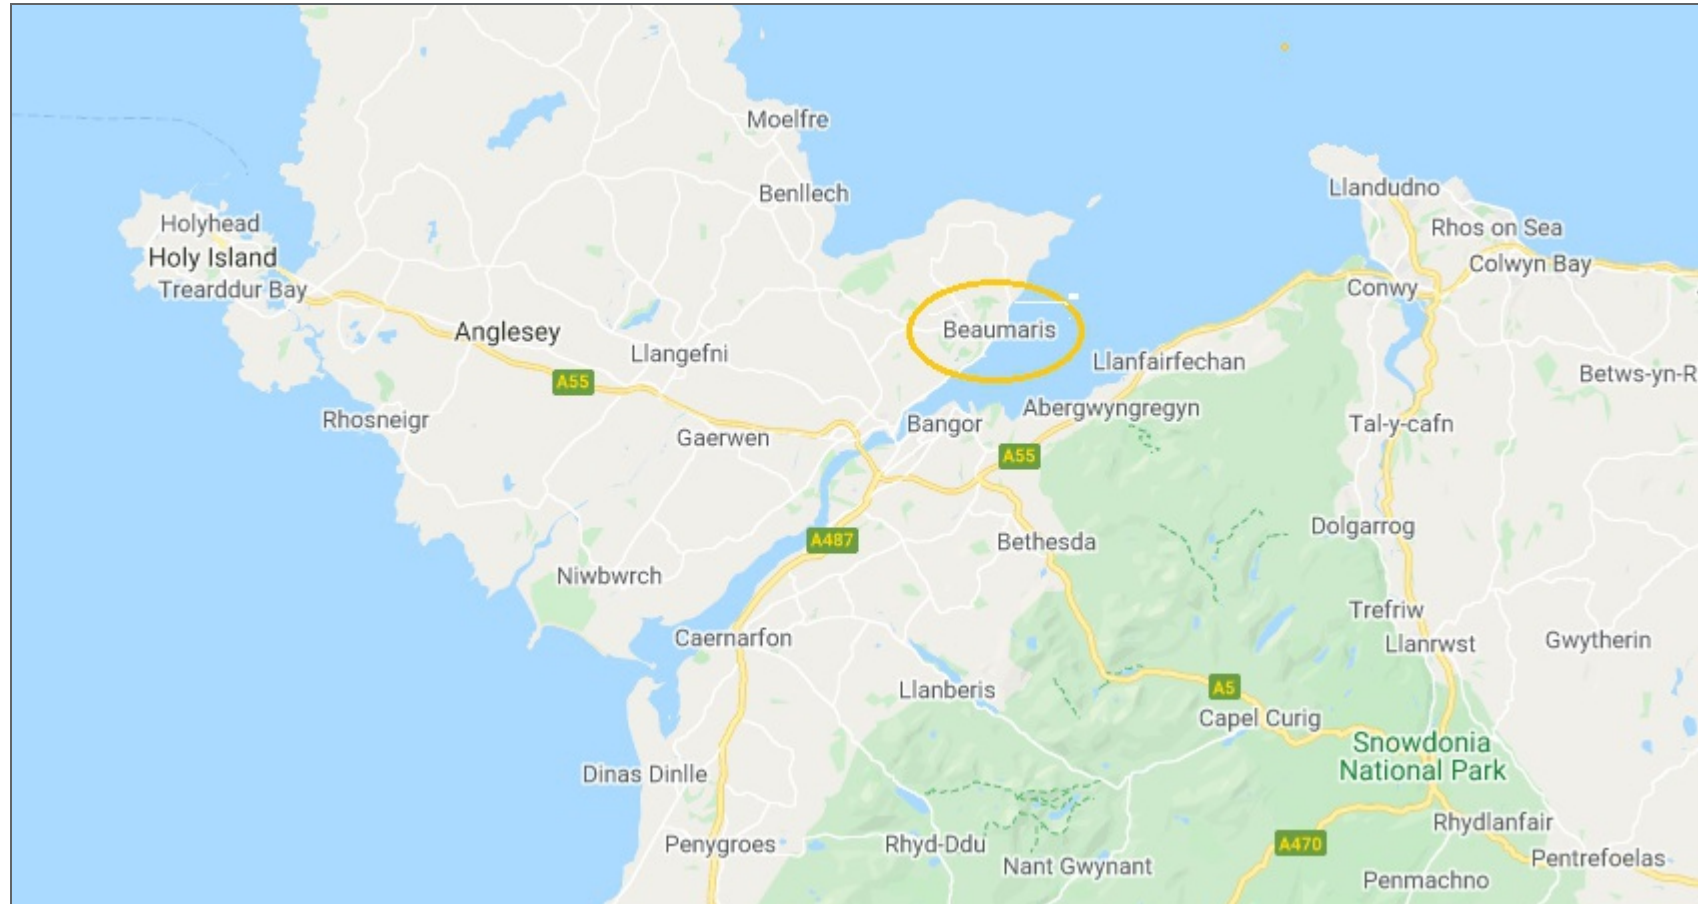 Moelfre
Llandudno
Benllech
Holyhead
Rhos on Sea
Holy Island
Colwyn Bay
Trearddur Bay
Conwy
Anglesey
Beaumaris
Llangefni
Llanfairfechan
Betws-yn-R
A55
Rhosneigr
Abergwyngregyn
Gaerwen
Bangor
Tal-y-cafn
A55
Dolgarrog
A487
Bethesda
Niwbwrch
Trefriw
Caernarfon
Llanrwst
Gwytherin
Llanberis
A5
Capel Curig
Snowdonia
National Park
Dinas Dinlle
Rhydlanfair
Penygroes
Rhyd-Ddu
A470
Nant Gwynant
Pentrefoelas
Penmachno